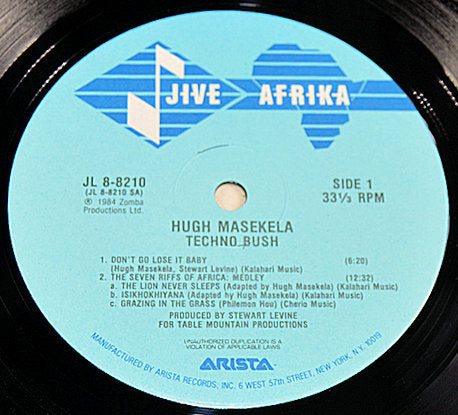 JIVE AFRIKA
JL 8-8210
(JL 8-8210 SA)
℗ 1984 Zomba
Productions Ltd.
SIDE 1
33⅓ RPM
HUGH MASEKELA
TECHNO BUSH
1. DON'T GO LOSE IT BABY (6:20)
(Hugh Masekela, Stewart Levine) (Kalahari Music)
2. THE SEVEN RIFFS OF AFRICA: MEDLEY (12:32)
a. THE LION NEVER SLEEPS (Adapted by Hugh Masekela) (Kalahari Music)
b. ISIKHOKHIYANA (Adapted by Hugh Masekela) (Kalahari Music)
c. GRAZING IN THE GRASS (Philemon Hou) (Cherio Music)
PRODUCED BY STEWART LEVINE
FOR TABLE MOUNTAIN PRODUCTIONS
UNAUTHORIZED DUPLICATION IS A
VIOLATION OF APPLICABLE LAWS.
ARISTA
MANUFACTURED BY ARISTA RECORDS, INC. 6 WEST 57th STREET, NEW YORK, N.Y. 10019